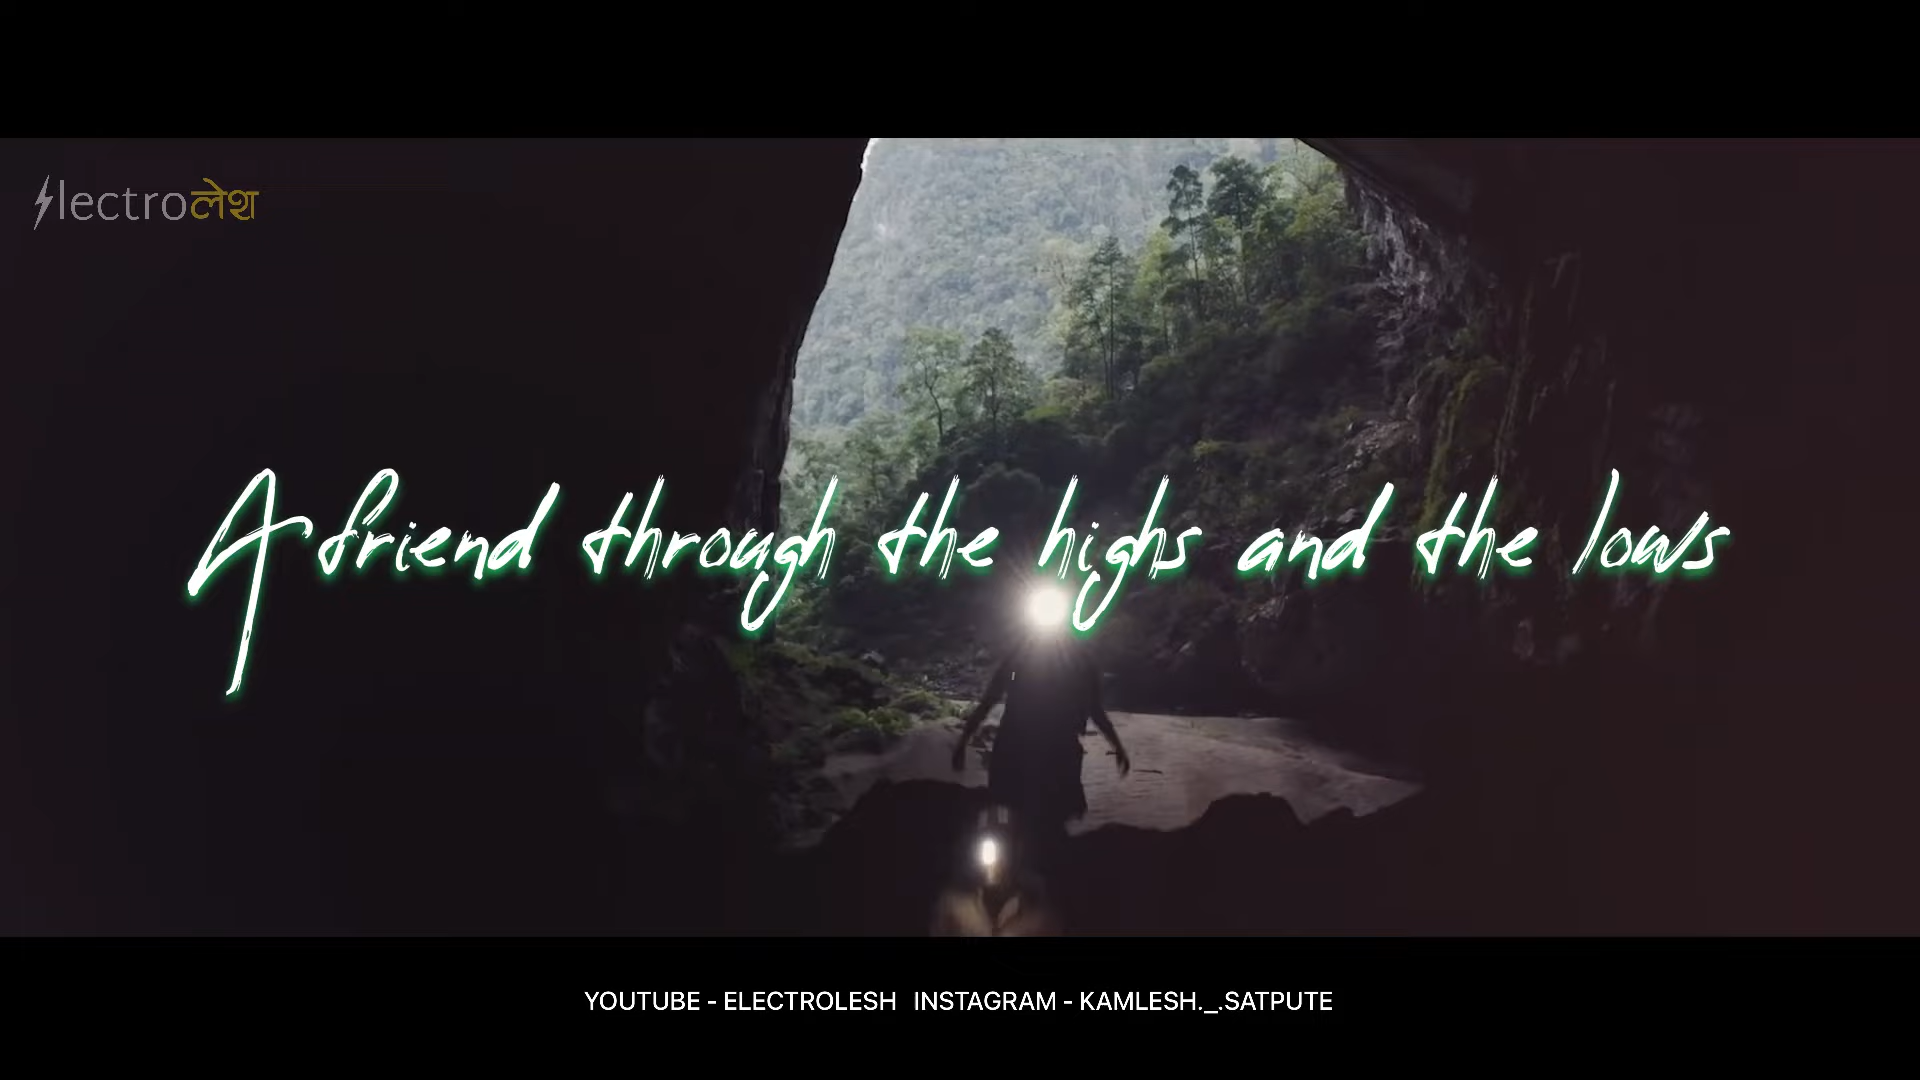 lectroलेश
A friend through the highs and the lows
YOUTUBE - ELECTROLESH INSTAGRAM - KAMLESH._.SATPUTE